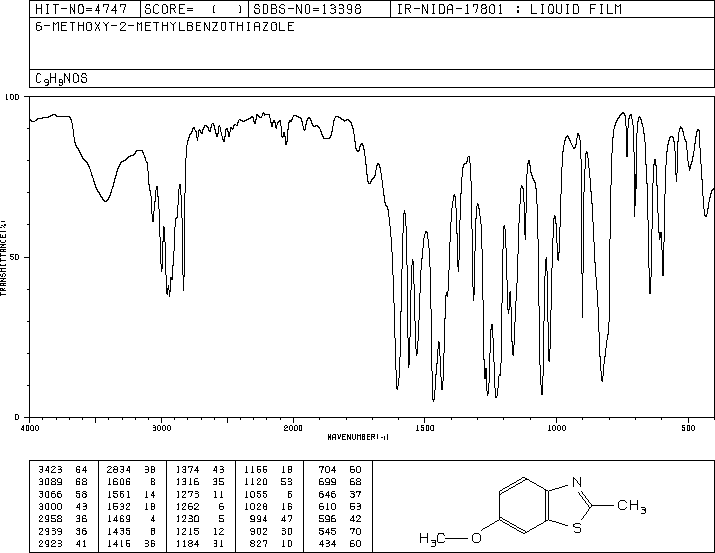 HIT-NO=4747 SCORE= ( ) SDBS-NO=13398 IR-NIDA-17801 : LIQUID FILM
6-METHOXY-2-METHYLBENZOTHIAZOLE
C9H9NOS
100
50
0
TRANSMITTANCE(%)
4000 3000 2000 1500 1000 500
WAVENUMBER(-1)
3423 64 2834 38 1374 43 1166 18 704 60
3089 68 1606 8 1316 35 1120 53 699 68
3066 58 1561 14 1273 11 1055 6 646 37
3000 43 1532 18 1262 6 1028 16 610 53
2958 36 1469 4 1230 5 994 47 596 42
2939 36 1435 8 1215 12 902 30 545 70
2923 41 1416 36 1184 31 827 10 434 60
N
CH3
S
H3C
O